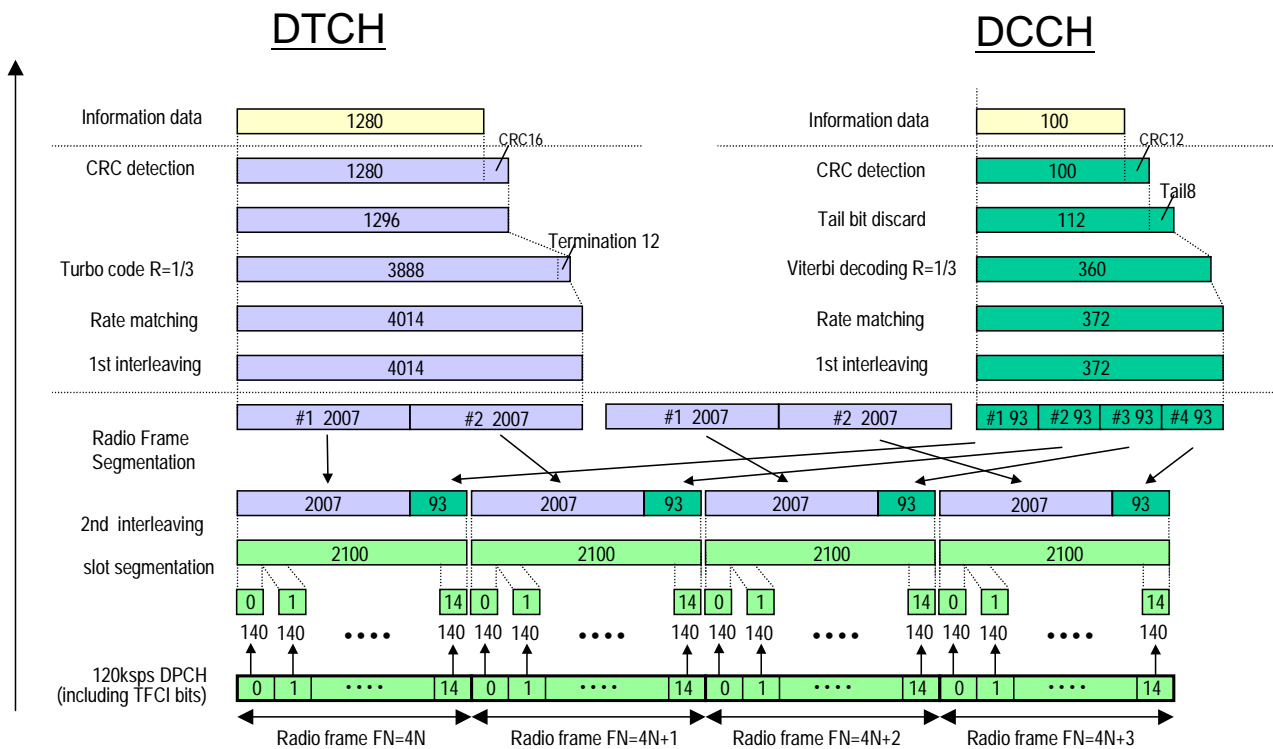 DTCH DCCH
Information data 1280 Information data 100
CRC16 CRC12
CRC detection 1280 CRC detection 100
Tail8
1296 Tail bit discard 112
Termination 12
Turbo code R=1/3 3888 Viterbi decoding R=1/3 360
Rate matching 4014 Rate matching 372
1st interleaving 4014 1st interleaving 372
#1 2007 #2 2007 #1 2007 #2 2007 #1 93 #2 93 #3 93 #4 93
Radio Frame
Segmentation
2007 93 2007 93 2007 93 2007 93
2nd interleaving
2100 2100 2100 2100
slot segmentation
0 1 14 0 1 14 0 1 14 0 1 14
140 140 •••• 140 140 140 •••• 140 140 140 •••• 140 140 140 •••• 140
120ksps DPCH
(including TFCI bits)
0 1 •••• 14 0 1 •••• 14 0 1 •••• 14 0 1 •••• 14
Radio frame FN=4N Radio frame FN=4N+1 Radio frame FN=4N+2 Radio frame FN=4N+3